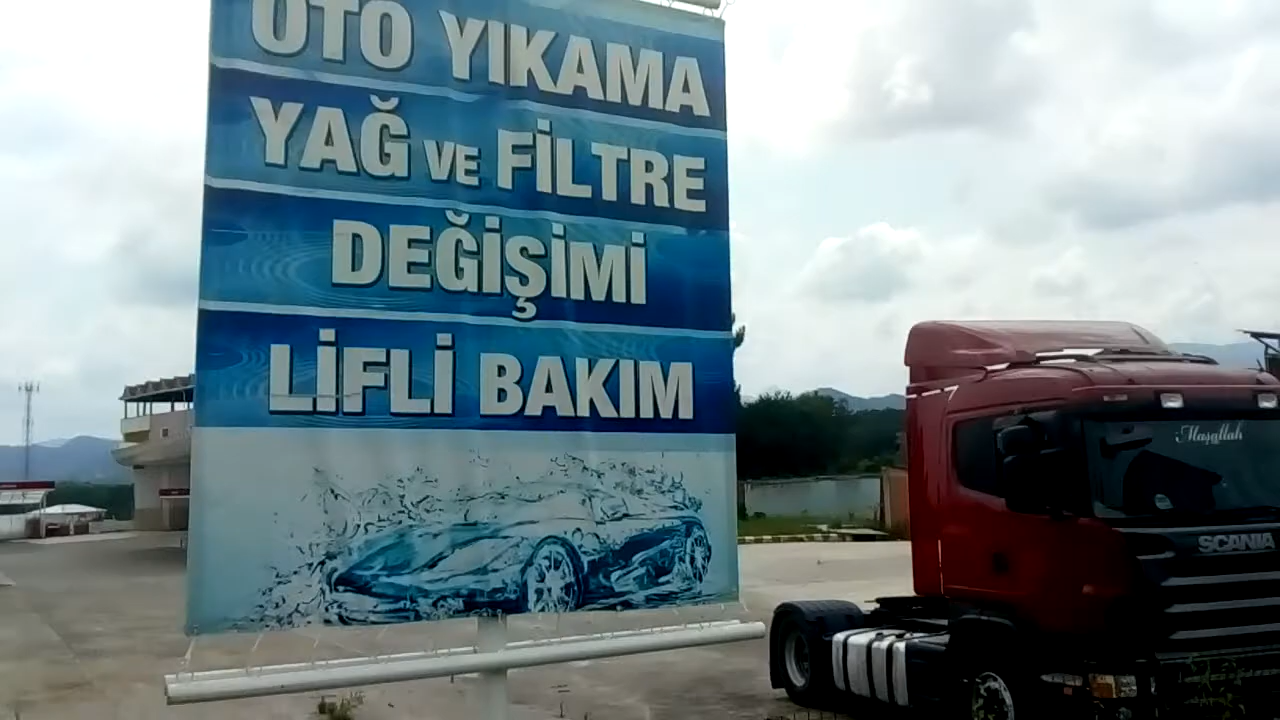 OTO YIKAMA
YAĞ VE FİLTRE
DEĞİŞİMİ
LİFLİ BAKIM
Maşallah
SCANIA